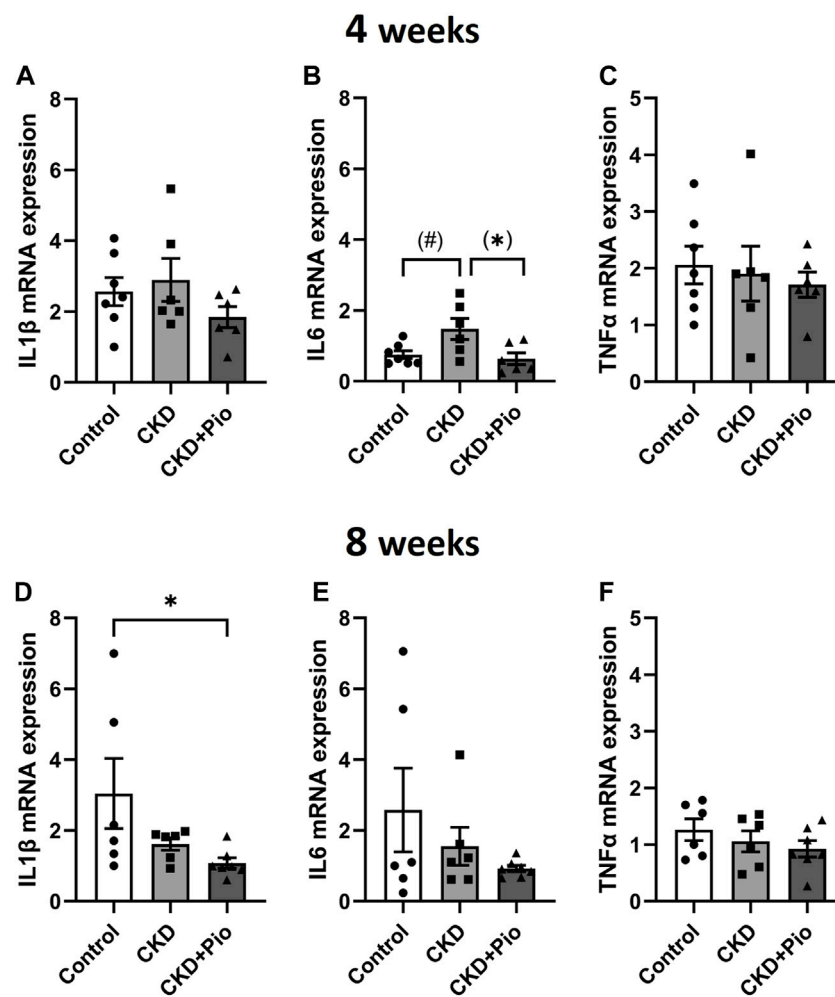 4 weeks
A
B
C
IL1β mRNA expression
8
6
4
2
0
Control
CKD
CKD+Pio
IL6 mRNA expression
8
6
4
2
0
(#)
(*)
Control
CKD
CKD+Pio
TNFα mRNA expression
5
4
3
2
1
0
Control
CKD
CKD+Pio
8 weeks
D
E
F
IL1β mRNA expression
8
6
4
2
0
*
Control
CKD
CKD+Pio
IL6 mRNA expression
8
6
4
2
0
Control
CKD
CKD+Pio
TNFα mRNA expression
5
4
3
2
1
0
Control
CKD
CKD+Pio